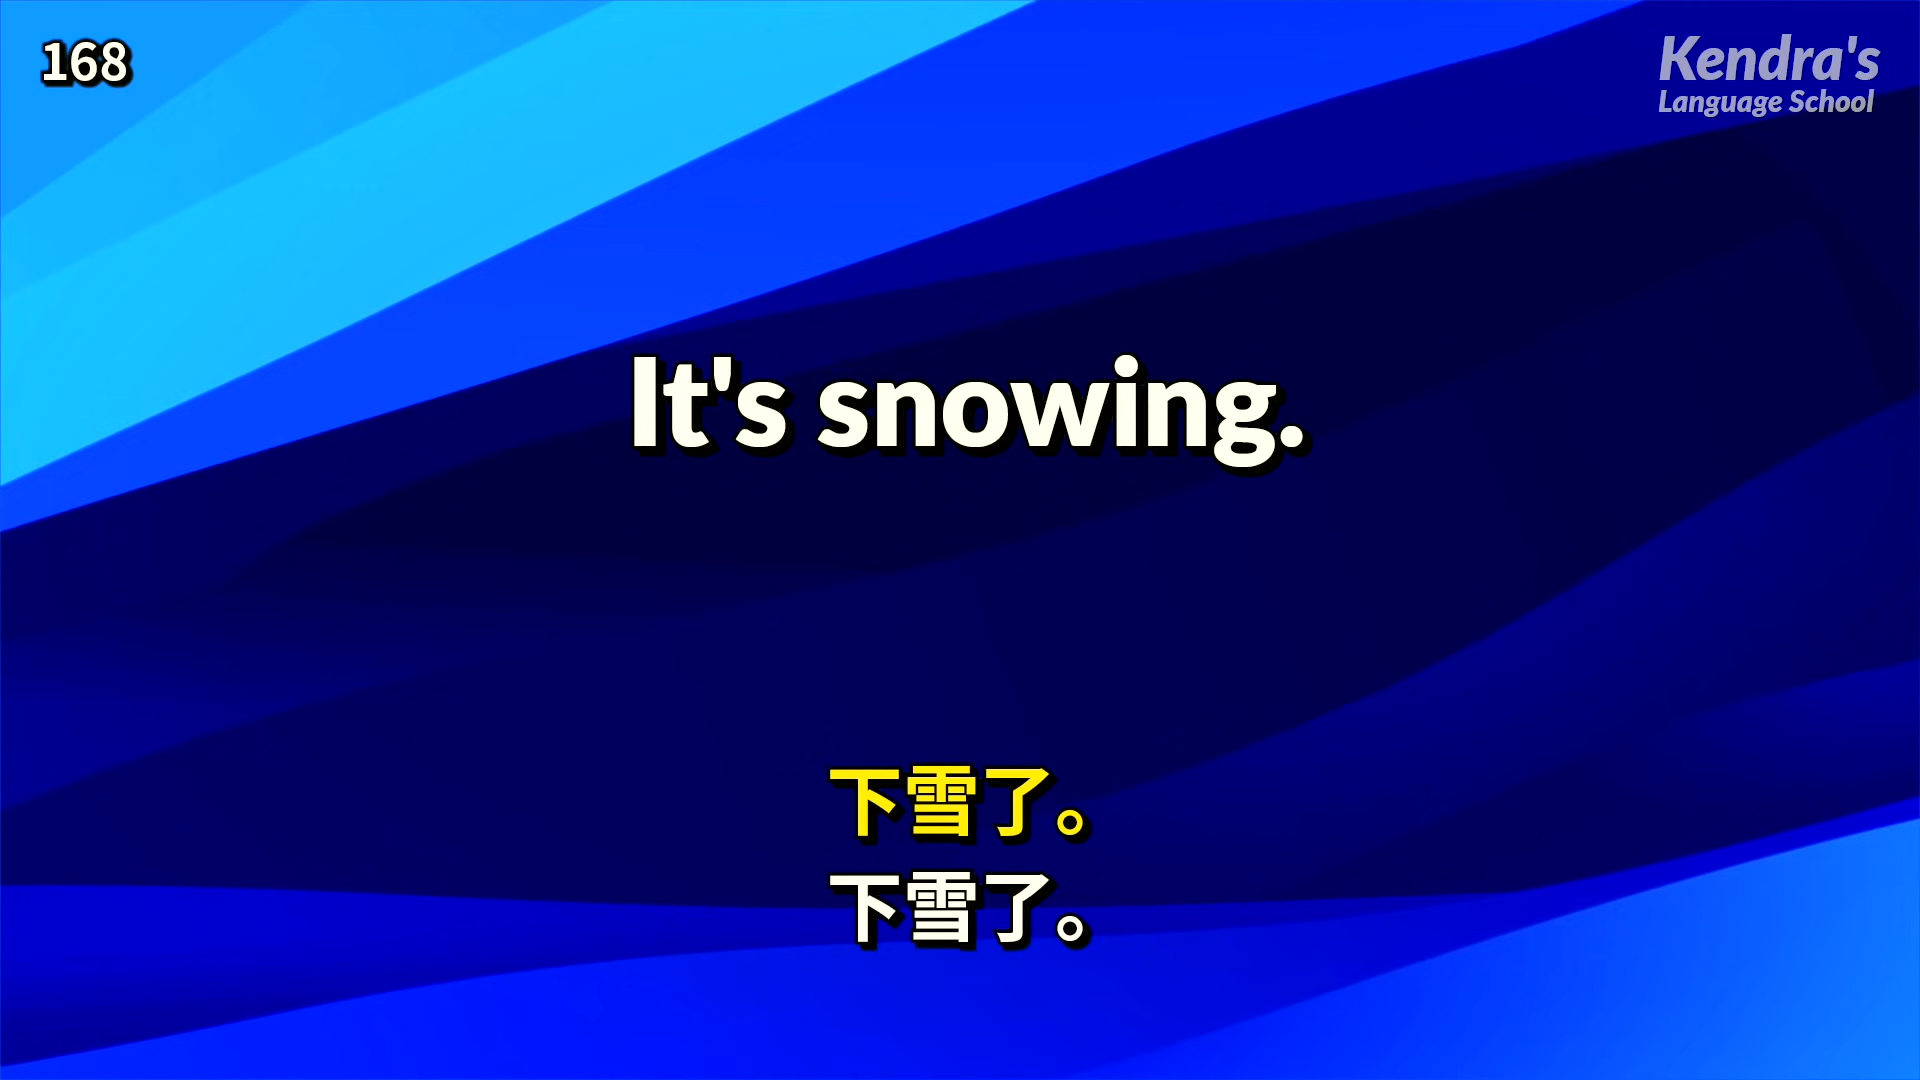 168
Kendra's
Language School
It's snowing.
下雪了。
下雪了。